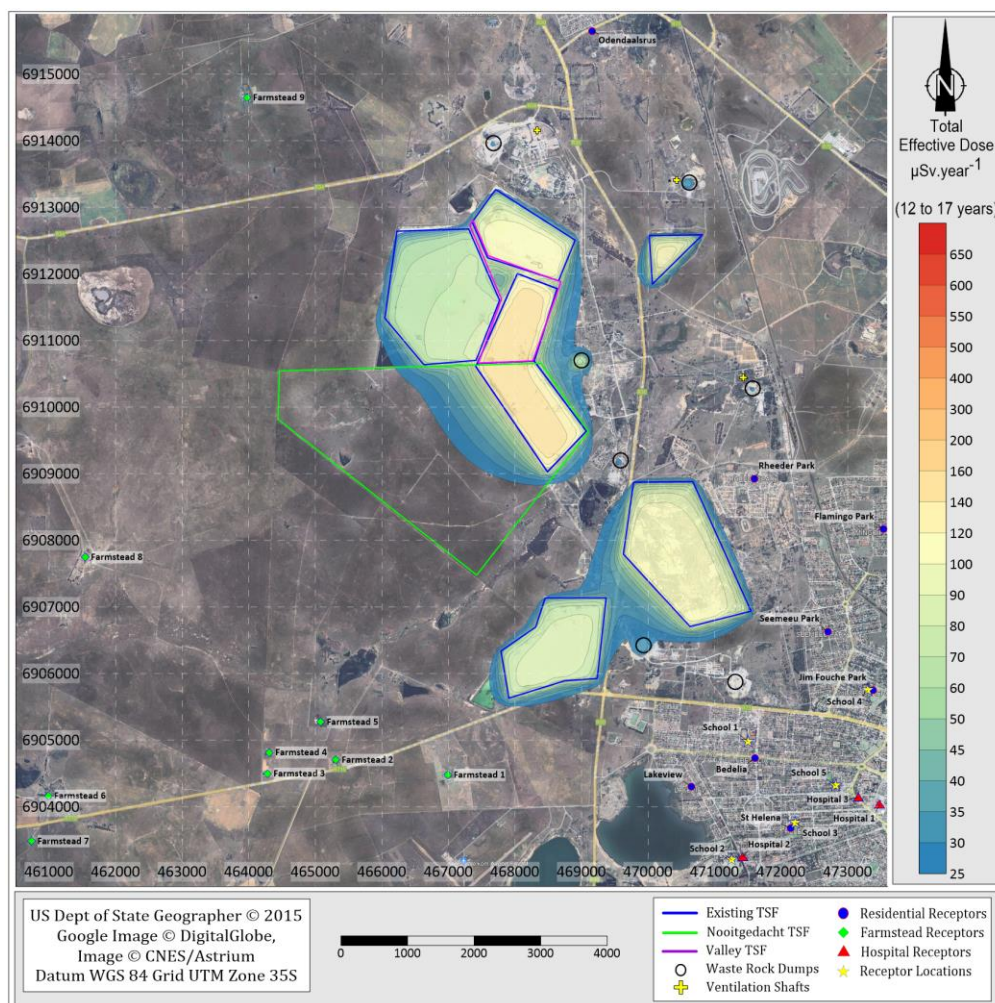 Odendaalsrus
6915000
Farmstead 9
6914000
6913000
6912000
6911000
6910000
6909000
Rheeder Park
Flamingo Park
6908000
Farmstead 8
6907000
Seemeeu Park
6906000
Jim Fouche Park
School 4
Farmstead 5
6905000
School 1
Farmstead 4
Farmstead 2
Farmstead 3
Farmstead 1
Bedelia
Lakeview
School 5
Farmstead 6
6904000
Hospital 3
Hospital 1
St Helena
School 3
Farmstead 7
School 2
Hospital 2
461000 462000 463000 464000 465000 466000 467000 468000 469000 470000 471000 472000 473000
N
Total
Effective Dose
µSv.year-1
(12 to 17 years)
650
600
550
500
400
300
200
160
140
120
100
90
80
70
60
50
45
40
35
30
25
US Dept of State Geographer © 2015
Google Image © DigitalGlobe,
Image © CNES/Astrium
Datum WGS 84 Grid UTM Zone 35S
0 1000 2000 3000 4000
Existing TSF
Nooitgedacht TSF
Valley TSF
Waste Rock Dumps
Ventilation Shafts
Residential Receptors
Farmstead Receptors
Hospital Receptors
Receptor Locations